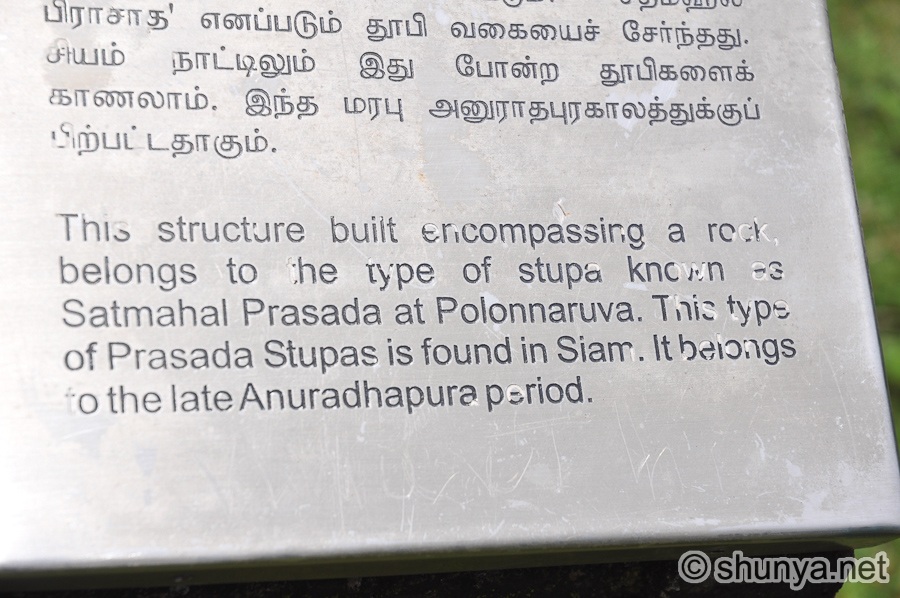 பிராசாத' எனப்படும் தூபி வகையைச் சேர்ந்தது.
சியம் நாட்டிலும் இது போன்ற தூபிகளைக்
காணலாம். இந்த மரபு அனுராதபுரகாலத்துக்குப்
பிற்பட்டதாகும்.
This structure built encompassing a rock,
belongs to the type of stupa known as
Satmahal Prasada at Polonnaruva. This type
of Prasada Stupas is found in Siam. It belongs
to the late Anuradhapura period.
© shunya.net